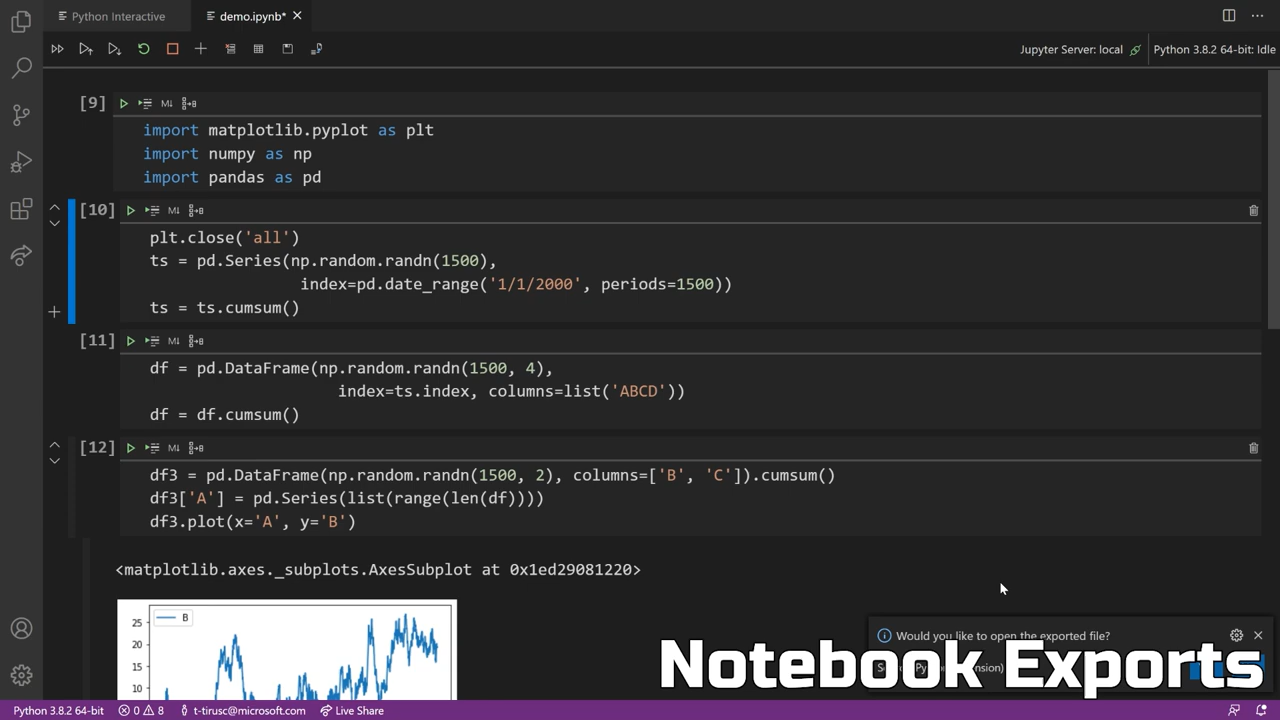 Python Interactive
demo.ipynb*
Jupyter Server: local
Python 3.8.2 64-bit: Idle
[9]
M↓
import matplotlib.pyplot as plt
import numpy as np
import pandas as pd
[10]
M↓
plt.close('all')
ts = pd.Series(np.random.randn(1500),
index=pd.date_range('1/1/2000', periods=1500))
ts = ts.cumsum()
[11]
M↓
df = pd.DataFrame(np.random.randn(1500, 4),
index=ts.index, columns=list('ABCD'))
df = df.cumsum()
[12]
M↓
df3 = pd.DataFrame(np.random.randn(1500, 2), columns=['B', 'C']).cumsum()
df3['A'] = pd.Series(list(range(len(df))))
df3.plot(x='A', y='B')
<matplotlib.axes._subplots.AxesSubplot at 0x1ed29081220>
B
25
20
15
10
Would you like to open the exported file?
Notebook Exports
Python 3.8.2 64-bit
0
8
t-tirusc@microsoft.com
Live Share